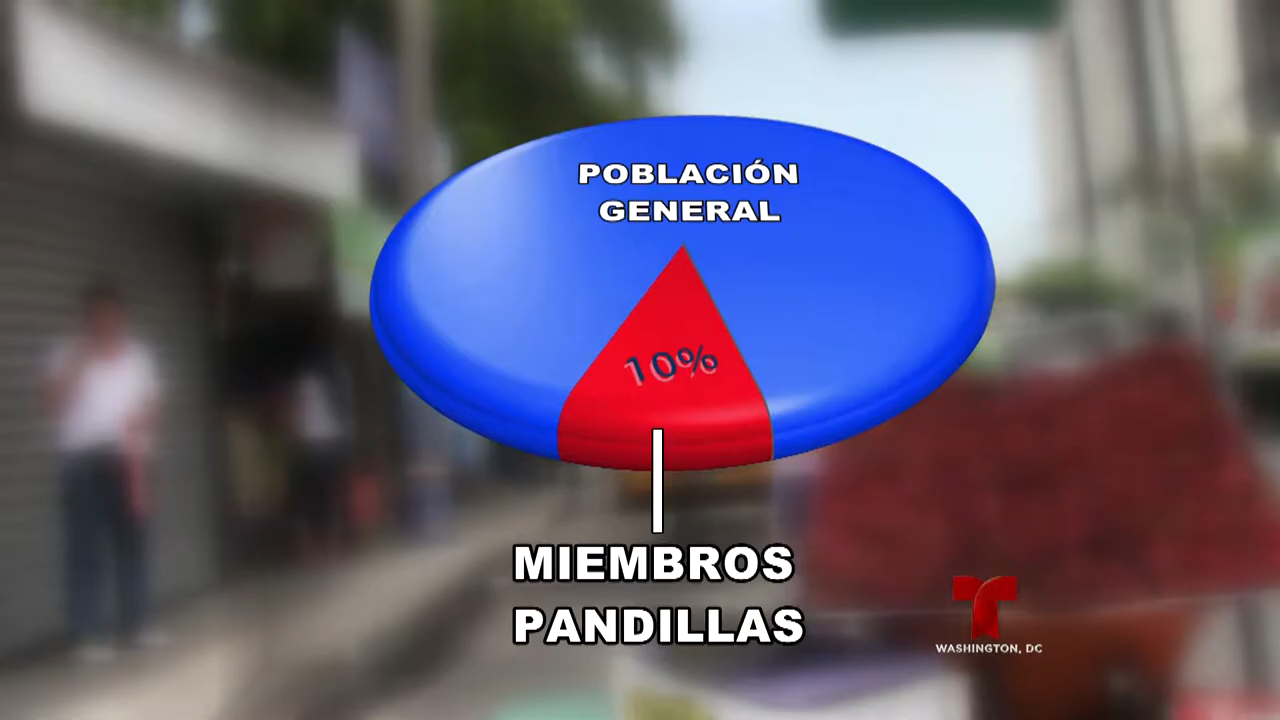 POBLACIÓN
GENERAL
10%
MIEMBROS
PANDILLAS
WASHINGTON, DC